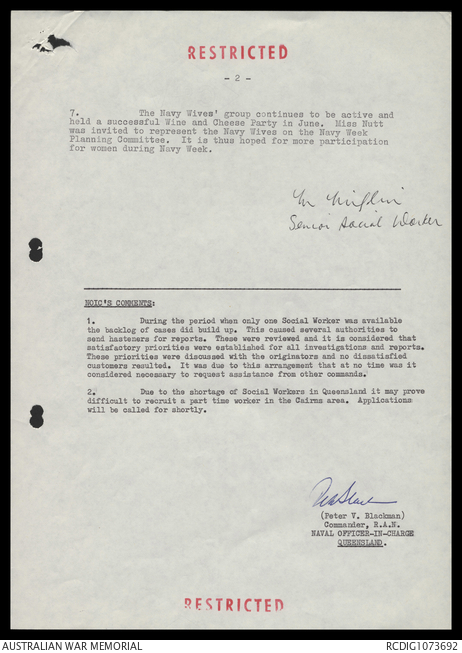 RESTRICTED
- 2 -
7. The Navy Wives' group continues to be active and
held a successful Wine and Cheese Party in June. Miss Nutt
was invited to represent the Navy Wives on the Navy Week
Planning Committee. It is thus hoped for more participation
for women during Navy Week.
Senior Social Worker
NOIC'S COMMENTS:
1. During the period when only one Social Worker was available
the backlog of cases did build up. This caused several authorities to
send hasteners for reports. These were reviewed and it is considered that
satisfactory priorities were established for all investigations and reports.
These priorities were discussed with the originators and no dissatisfied
customers resulted. It was due to this arrangement that at no time was it
considered necessary to request assistance from other commands.
2. Due to the shortage of Social Workers in Queensland it may prove
difficult to recruit a part time worker in the Cairns area. Applications
will be called for shortly.
(Peter V. Blackman)
Commander, R.A.N.
NAVAL OFFICER-IN-CHARGE
QUEENSLAND.
RESTRICTED
AUSTRALIAN WAR MEMORIAL
RCDIG1073692